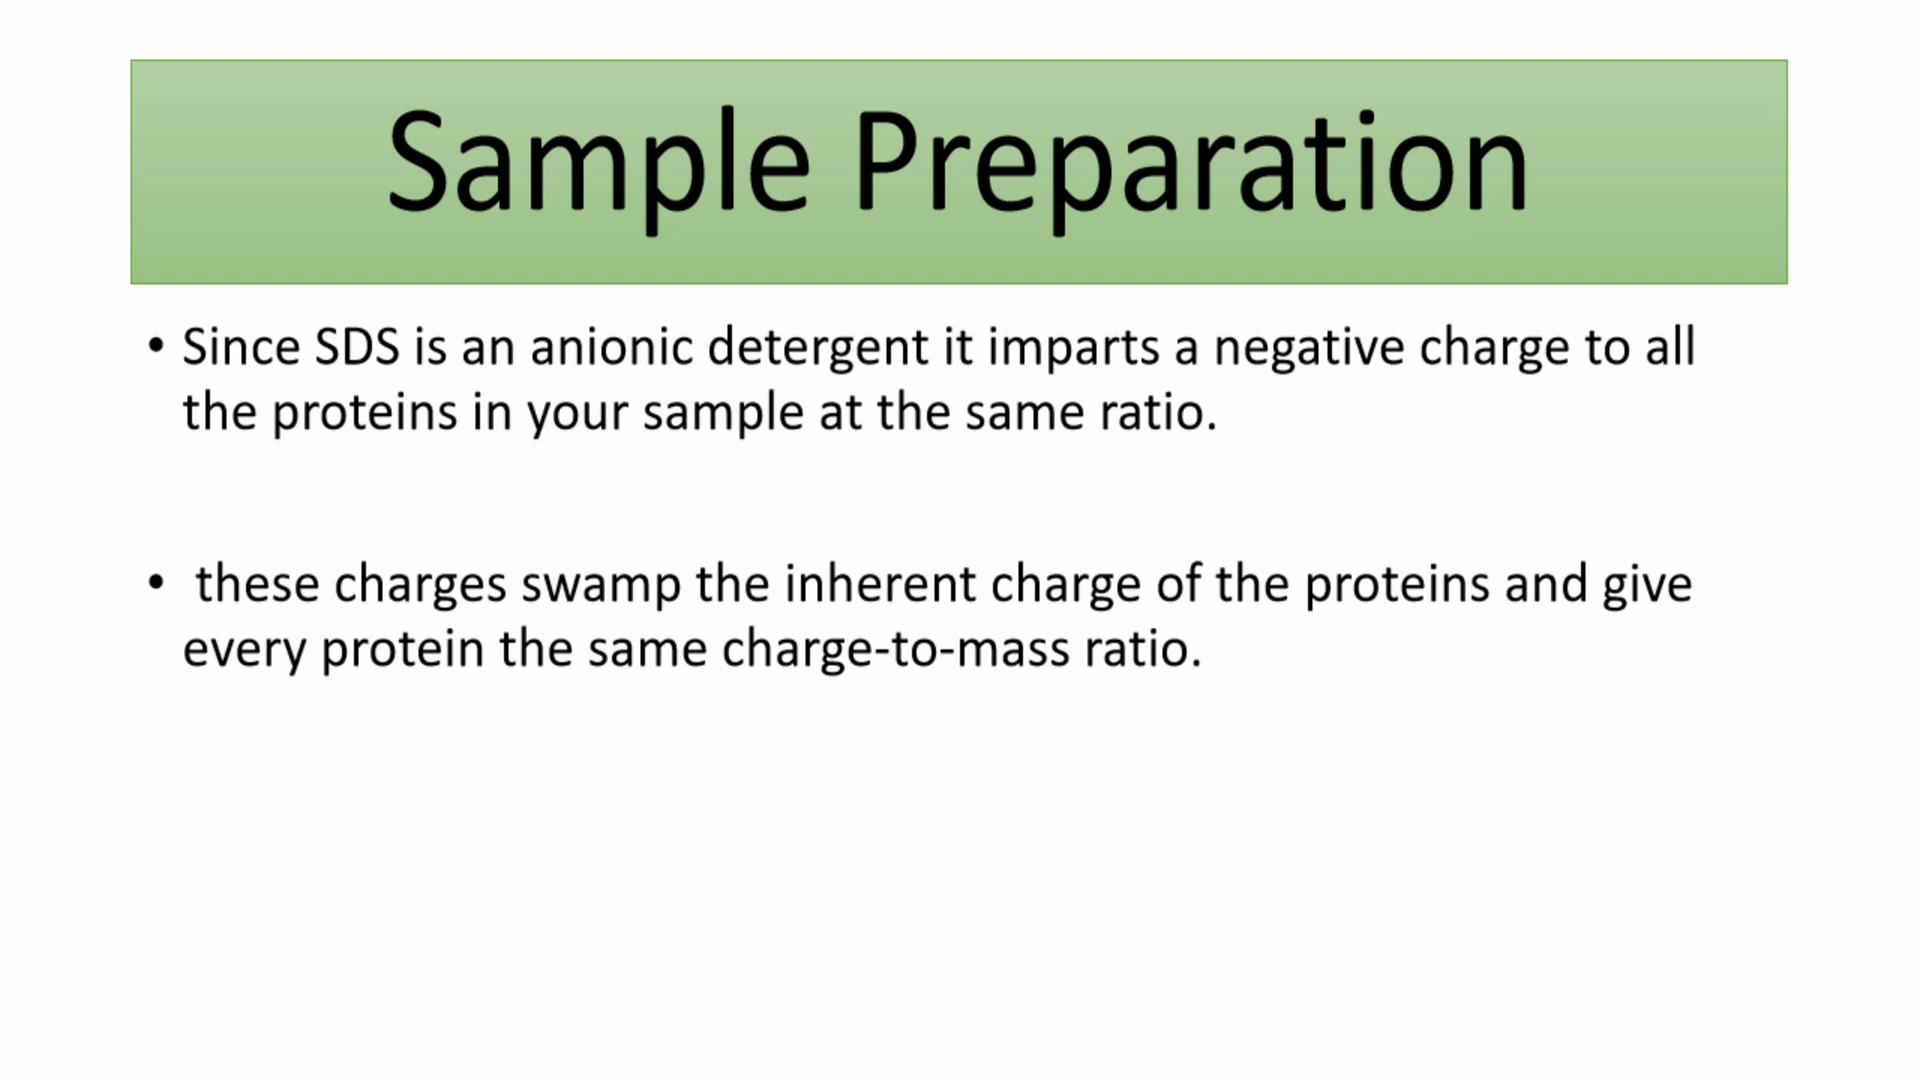 Sample Preparation
• Since SDS is an anionic detergent it imparts a negative charge to all
the proteins in your sample at the same ratio.
• these charges swamp the inherent charge of the proteins and give
every protein the same charge-to-mass ratio.